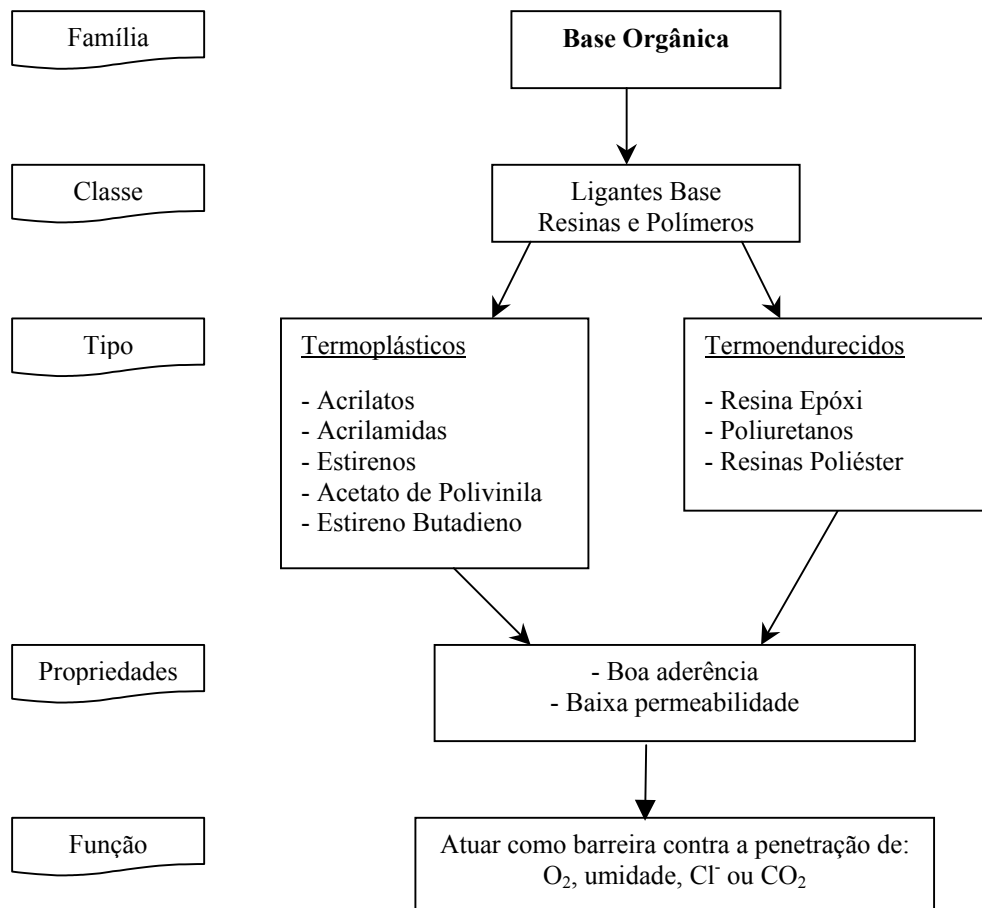 Família
Base Orgânica
Classe
Ligantes Base
Resinas e Polímeros
Tipo
Termoplásticos
- Acrilatos
- Acrilamidas
- Estirenos
- Acetato de Polivinila
- Estireno Butadieno
Termoendurecidos
- Resina Epóxi
- Poliuretanos
- Resinas Poliéster
Propriedades
- Boa aderência
- Baixa permeabilidade
Função
Atuar como barreira contra a penetração de:
O₂, umidade, Cl⁻ ou CO₂